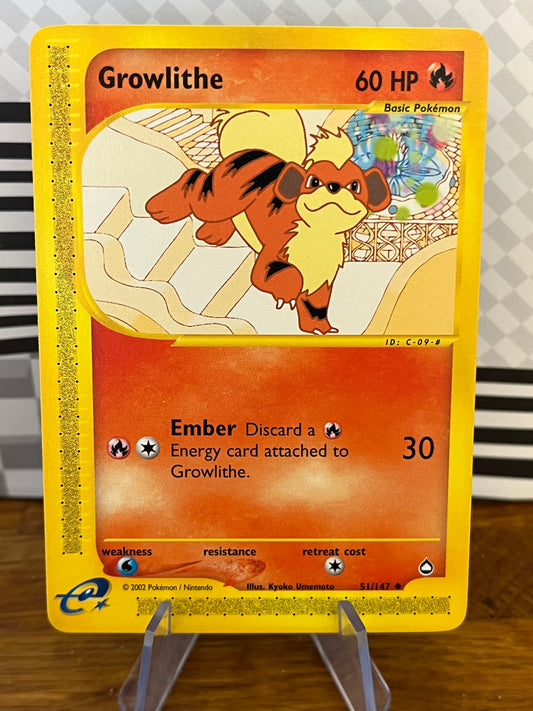 Growlithe 60 HP
Basic Pokémon
ID: C-09-#
Ember Discard a
Energy card attached to
Growlithe.
30
weakness resistance retreat cost
© 2002 Pokémon / Nintendo Illus. Kyoko Umemoto 51/147
e